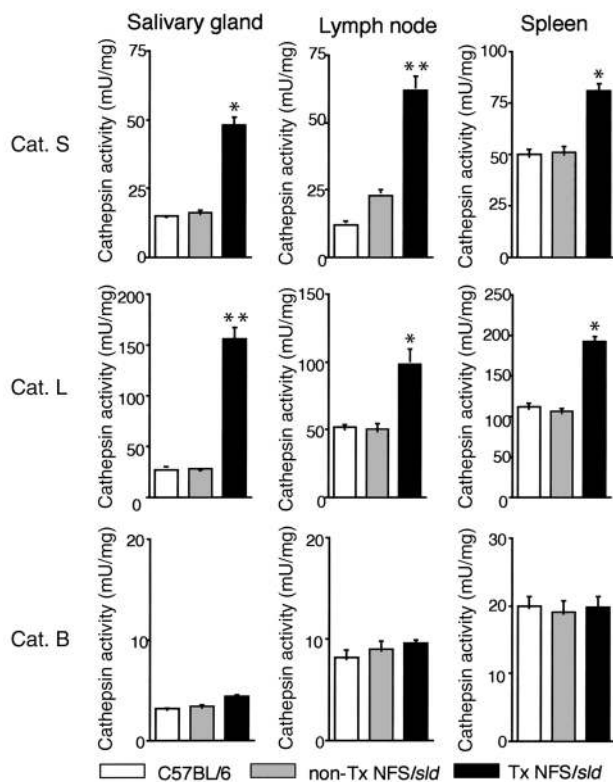 Salivary gland
Lymph node
Spleen
Cat. S
Cathepsin activity (mU/mg)
75
50
25
0
*
Cathepsin activity (mU/mg)
75
50
25
0
**
Cathepsin activity (mU/mg)
100
75
50
25
0
*
Cat. L
Cathepsin activity (mU/mg)
200
150
100
50
0
**
Cathepsin activity (mU/mg)
150
100
50
0
*
Cathepsin activity (mU/mg)
200
200
150
100
50
0
*
Cat. B
Cathepsin activity (mU/mg)
20
10
0
Cathepsin activity (mU/mg)
20
10
0
Cathepsin activity (mU/mg)
30
20
10
0
C57BL/6
non-Tx NFS/sld
Tx NFS/sld